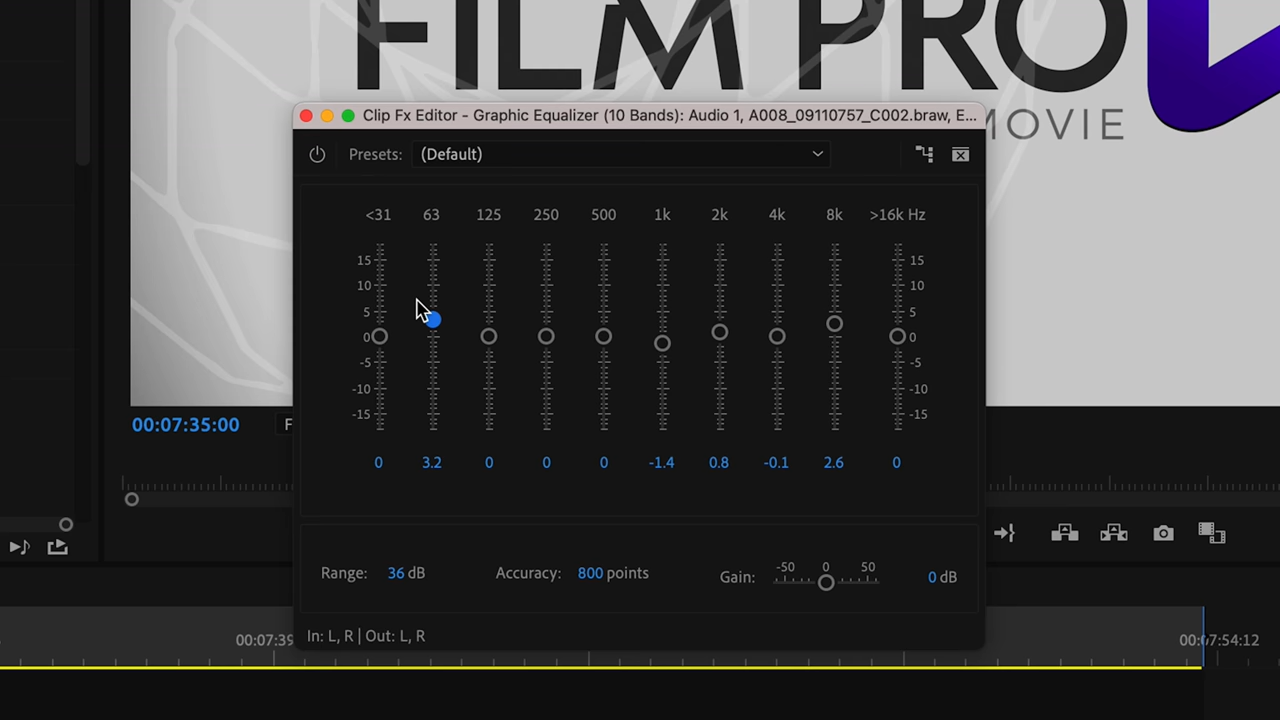 FILM PRO
MOVIE
Clip Fx Editor - Graphic Equalizer (10 Bands): Audio 1, A008_09110757_C002.braw, E...
Presets: (Default)
<31 63 125 250 500 1k 2k 4k 8k >16k Hz
15 15
10 10
5 5
0 0
-5 -5
-10 -10
-15 -15
0 3.2 0 0 0 -1.4 0.8 -0.1 2.6 0
00:07:35:00 F
-50 0 50
Range: 36 dB Accuracy: 800 points Gain: 0 dB
In: L, R | Out: L, R
00:07:39 00:07:54:12